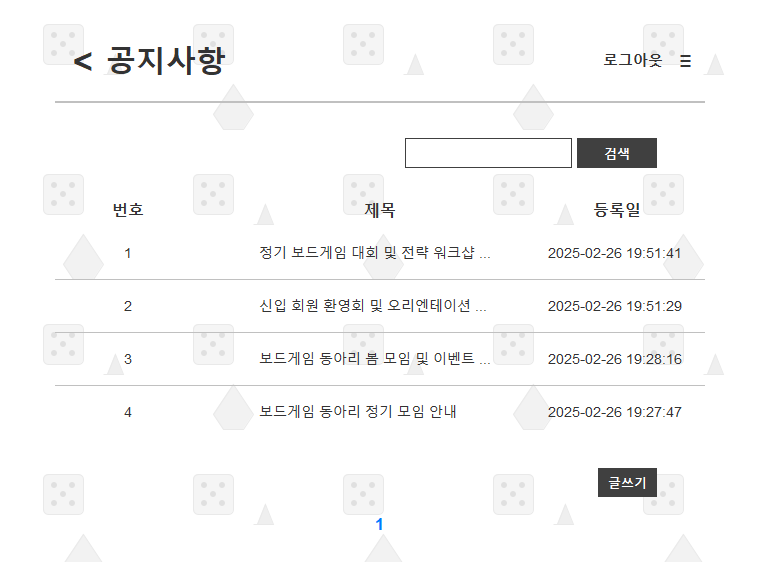 < 공지사항 로그아웃 ☰
검색
번호 제목 등록일
1 정기 보드게임 대회 및 전략 워크샵 ... 2025-02-26 19:51:41
2 신입 회원 환영회 및 오리엔테이션 ... 2025-02-26 19:51:29
3 보드게임 동아리 봄 모임 및 이벤트 ... 2025-02-26 19:28:16
4 보드게임 동아리 정기 모임 안내 2025-02-26 19:27:47
글쓰기
1